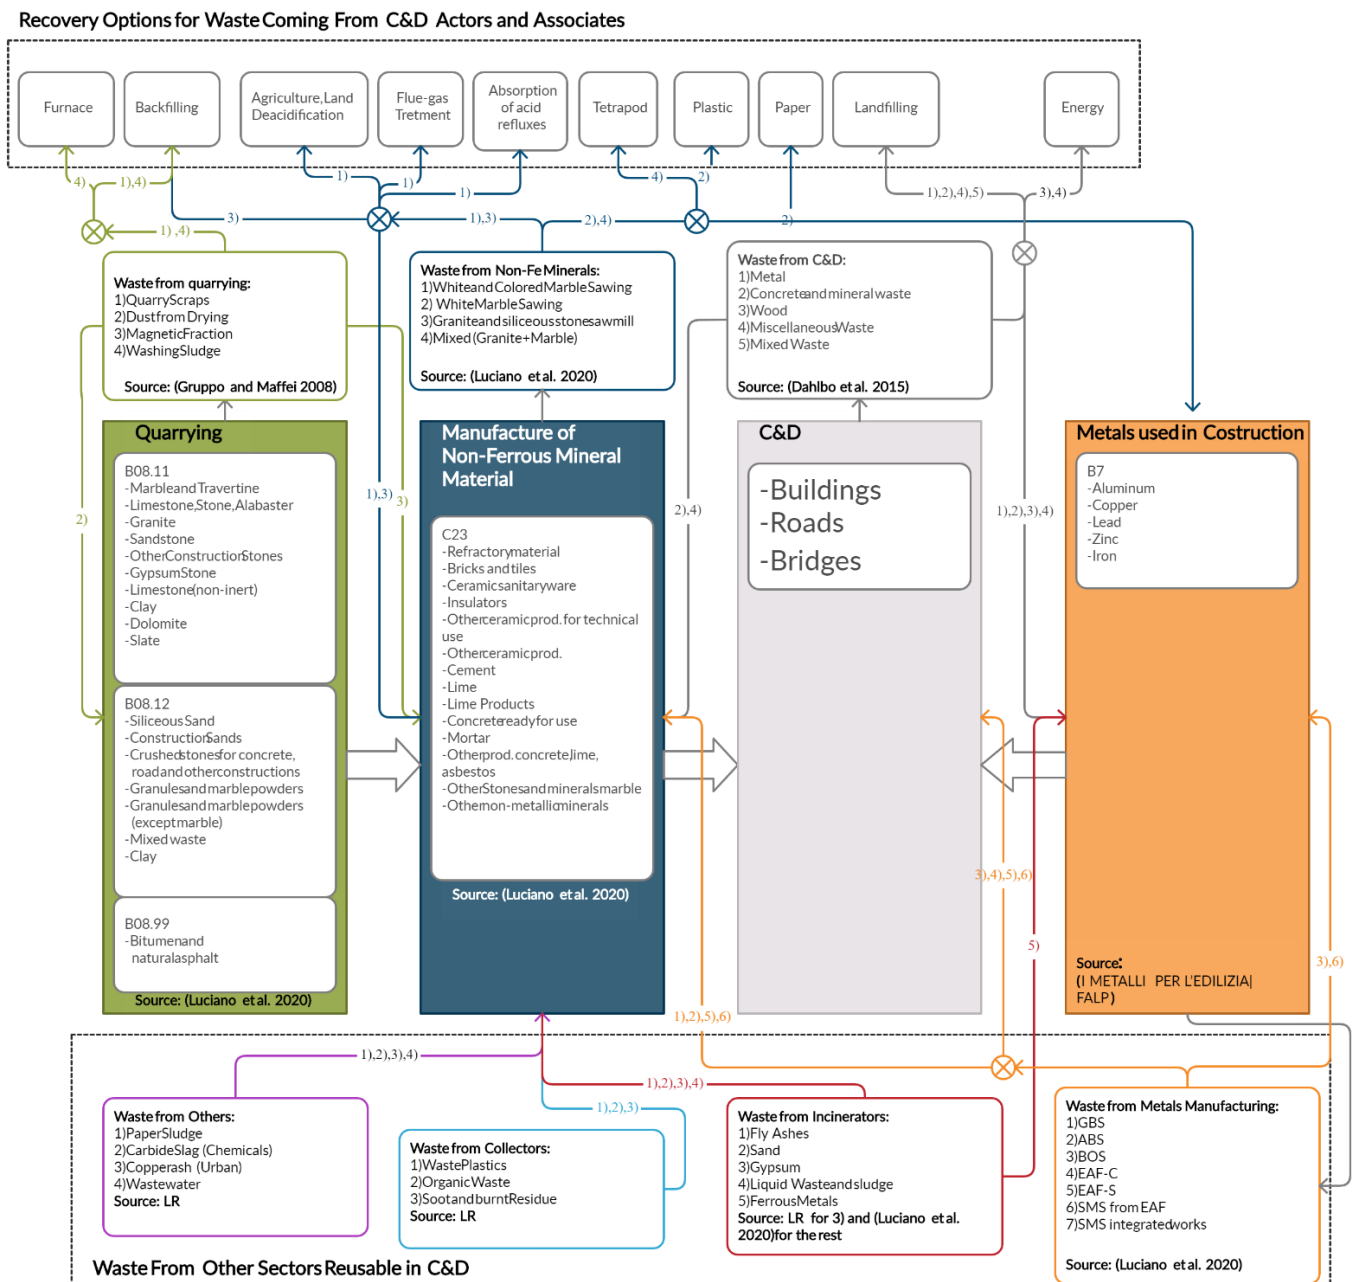 Recovery Options for Waste Coming From C&D Actors and Associates
Furnace
Backfilling
Agriculture,Land
Deacidification
Flue-gas
Tretment
Absorption
of acid
refluxes
Tetrapod
Plastic
Paper
Landfilling
Energy
4)
1),4)
1)
1)
1)
4)
2)
1),2),4),5)
3),4)
3)
1),3)
2),4)
2)
1) ,4)
Waste from quarrying:
1)Quarry Scraps
2)Dust from Drying
3)Magnetic Fraction
4)Washing Sludge
Source: (Gruppo and Maffei 2008)
Waste from Non-Fe Minerals:
1)White and Colored Marble Sawing
2) White Marble Sawing
3)Granite and siliceous stone sawmill
4)Mixed (Granite+Marble)
Source: (Luciano et al. 2020)
Waste from C&D:
1)Metal
2)Concrete and mineral waste
3)Wood
4)Miscellaneous Waste
5)Mixed Waste
Source: (Dahlbo et al. 2015)
Quarrying
B08.11
-Marble and Travertine
-Limestone, Stone, Alabaster
-Granite
-Sandstone
-Other Construction Stones
-Gypsum Stone
-Limestone (non-inert)
-Clay
-Dolomite
-Slate
B08.12
-Siliceous Sand
-Construction Sands
-Crushed stones for concrete,
road and other constructions
-Granules and marble powders
-Granules and marble powders
(except marble)
-Mixed waste
-Clay
B08.99
-Bitumen and
natural asphalt
Source: (Luciano et al. 2020)
2)
1),3)
3)
Manufacture of
Non-Ferrous Mineral
Material
C23
-Refractory material
-Bricks and tiles
-Ceramic sanitary ware
-Insulators
-Other ceramic prod. for technical
use
-Other ceramic prod.
-Cement
-Lime
-Lime Products
-Concrete ready for use
-Mortar
-Other prod. concrete, lime,
asbestos
-Other Stones and minerals marble
-Other non-metallic minerals
Source: (Luciano et al. 2020)
2),4)
C&D
-Buildings
-Roads
-Bridges
1),2),3),4)
Metals used in Costruction
B7
-Aluminum
-Copper
-Lead
-Zinc
-Iron
Source:
(I METALLI PER L'EDILIZIA|
FALP)
3),4),5),6)
5)
3),6)
1),2),5),6)
1),2),3),4)
1),2),3),4)
1),2),3)
Waste from Others:
1)Paper Sludge
2)Carbide Slag (Chemicals)
3)Copper ash (Urban)
4)Wastewater
Source: LR
Waste from Collectors:
1)Waste Plastics
2)Organic Waste
3)Soot and burnt Residue
Source: LR
Waste from Incinerators:
1)Fly Ashes
2)Sand
3)Gypsum
4)Liquid Waste and sludge
5)Ferrous Metals
Source: LR for 3) and (Luciano et al.
2020)for the rest
Waste from Metals Manufacturing:
1)GBS
2)ABS
3)BOS
4)EAF-C
5)EAF-S
6)SMS from EAF
7)SMS integrated works
Source: (Luciano et al. 2020)
Waste From Other Sectors Reusable in C&D